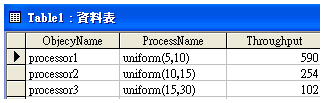 Table1：資料表
ObjecyName ProcessName Throughput
processor1 uniform(5,10) 590
processor2 uniform(10,15) 254
processor3 uniform(15,30) 102